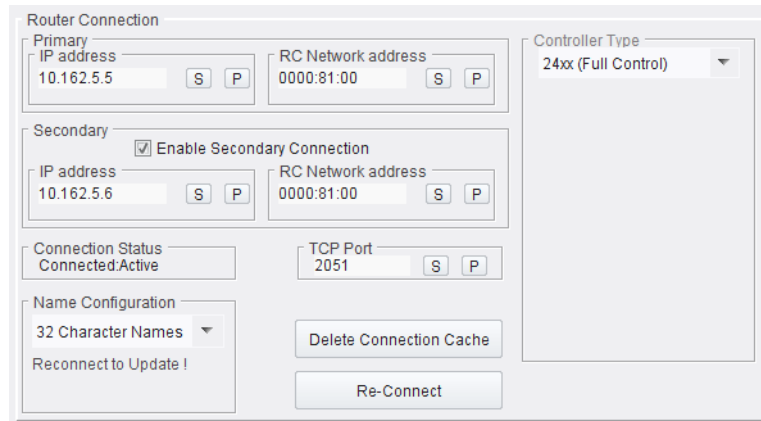 Router Connection
Primary
IP address
10.162.5.5 S P
RC Network address
0000:81:00 S P
Controller Type
24xx (Full Control)
Secondary
Enable Secondary Connection
IP address
10.162.5.6 S P
RC Network address
0000:81:00 S P
Connection Status
Connected:Active
TCP Port
2051 S P
Name Configuration
32 Character Names
Reconnect to Update !
Delete Connection Cache
Re-Connect